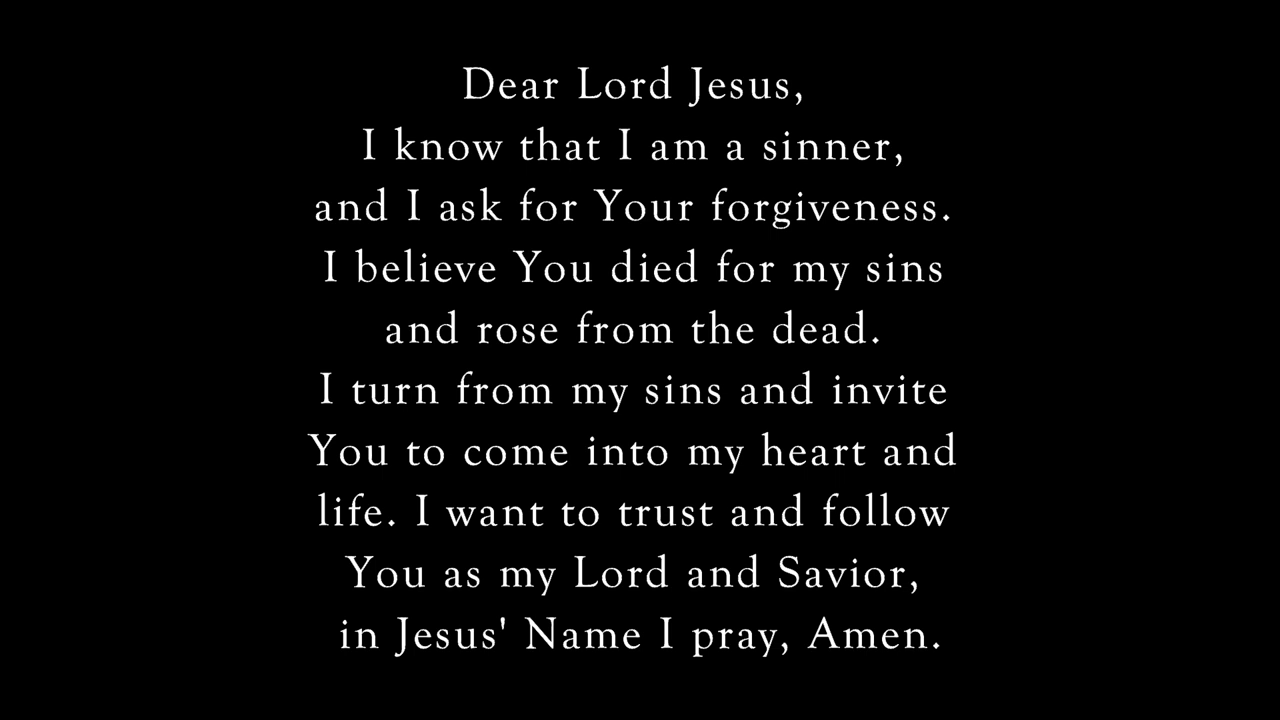 Dear Lord Jesus,
I know that I am a sinner,
and I ask for Your forgiveness.
I believe You died for my sins
and rose from the dead.
I turn from my sins and invite
You to come into my heart and
life. I want to trust and follow
You as my Lord and Savior,
in Jesus' Name I pray, Amen.